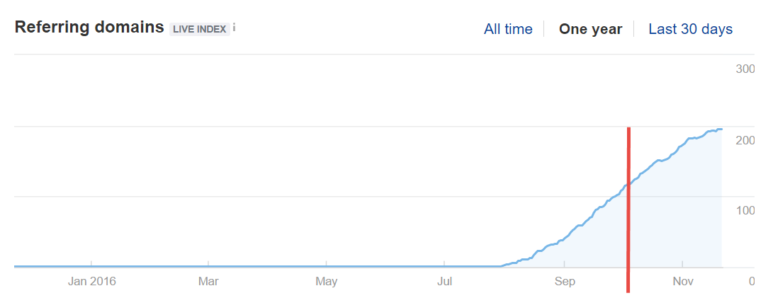 Referring domains LIVE INDEX i All time One year Last 30 days
300
200
100
Jan 2016 Mar May Jul Sep Nov 0